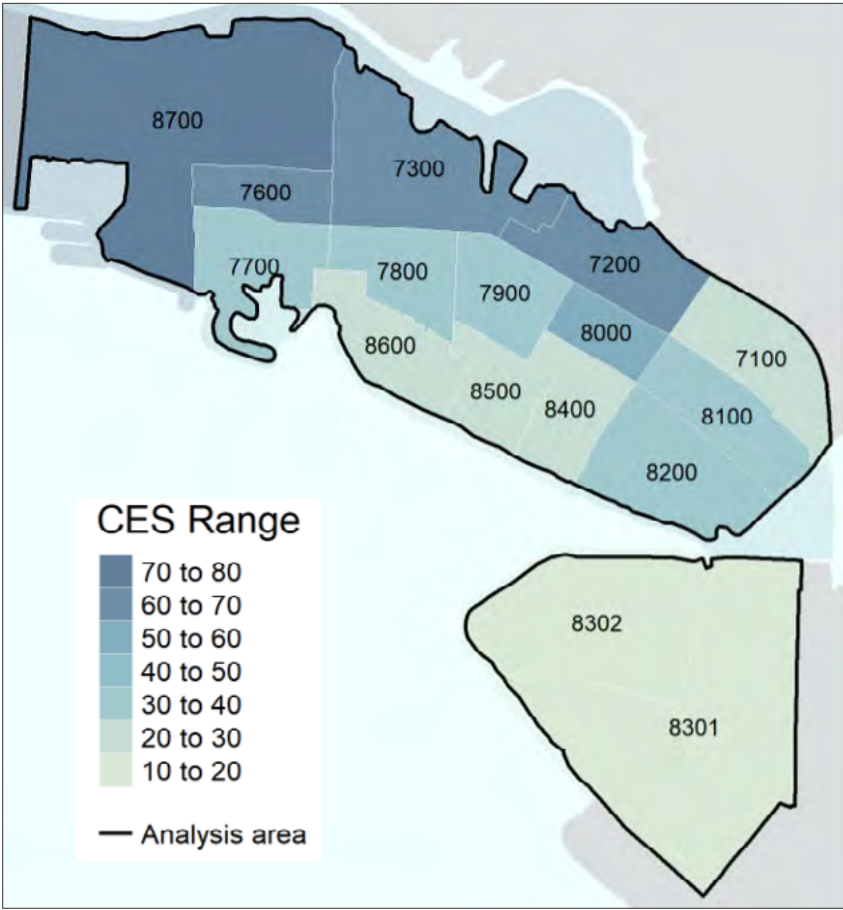 8700
7300
7600
7200
7700
7800
7900
8000
8600
7100
8500
8400
8100
8200
CES Range
70 to 80
60 to 70
50 to 60
40 to 50
30 to 40
20 to 30
10 to 20
Analysis area
8302
8301